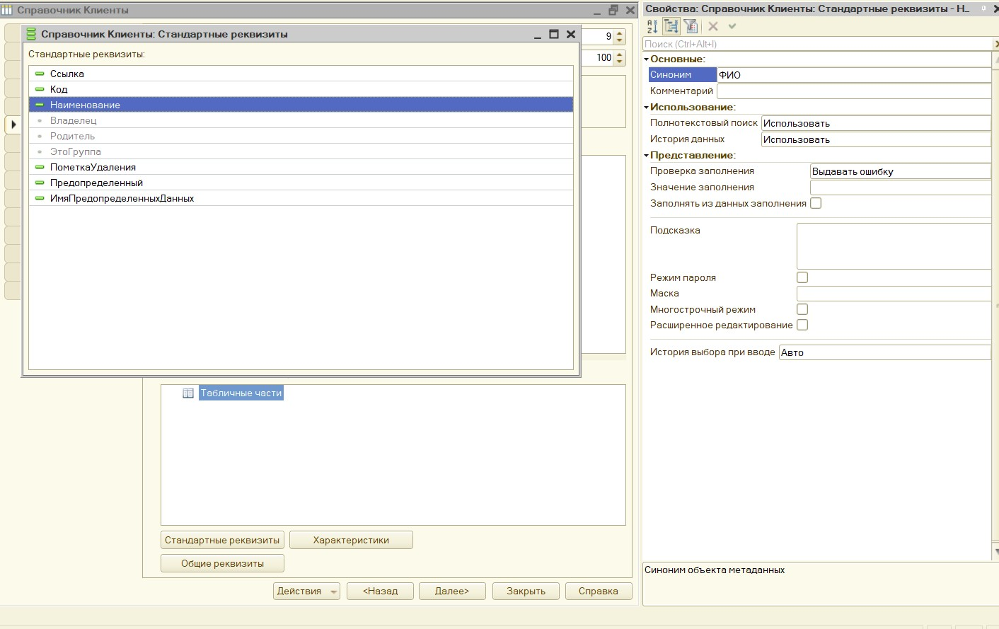 Справочник Клиенты
Справочник Клиенты: Стандартные реквизиты
Стандартные реквизиты:
Ссылка
Код
Наименование
Владелец
Родитель
ЭтоГруппа
ПометкаУдаления
Предопределенный
ИмяПредопределенныхДанных
9
100
Табличные части
Стандартные реквизиты
Характеристики
Общие реквизиты
Действия
<Назад
Далее>
Закрыть
Справка
Свойства: Справочник Клиенты: Стандартные реквизиты - Н...
Поиск (Ctrl+Alt+I)
Основные:
Синоним ФИО
Комментарий
Использование:
Полнотекстовый поиск Использовать
История данных Использовать
Представление:
Проверка заполнения Выдавать ошибку
Значение заполнения
Заполнять из данных заполнения
Подсказка
Режим пароля
Маска
Многострочный режим
Расширенное редактирование
История выбора при вводе Авто
Синоним объекта метаданных